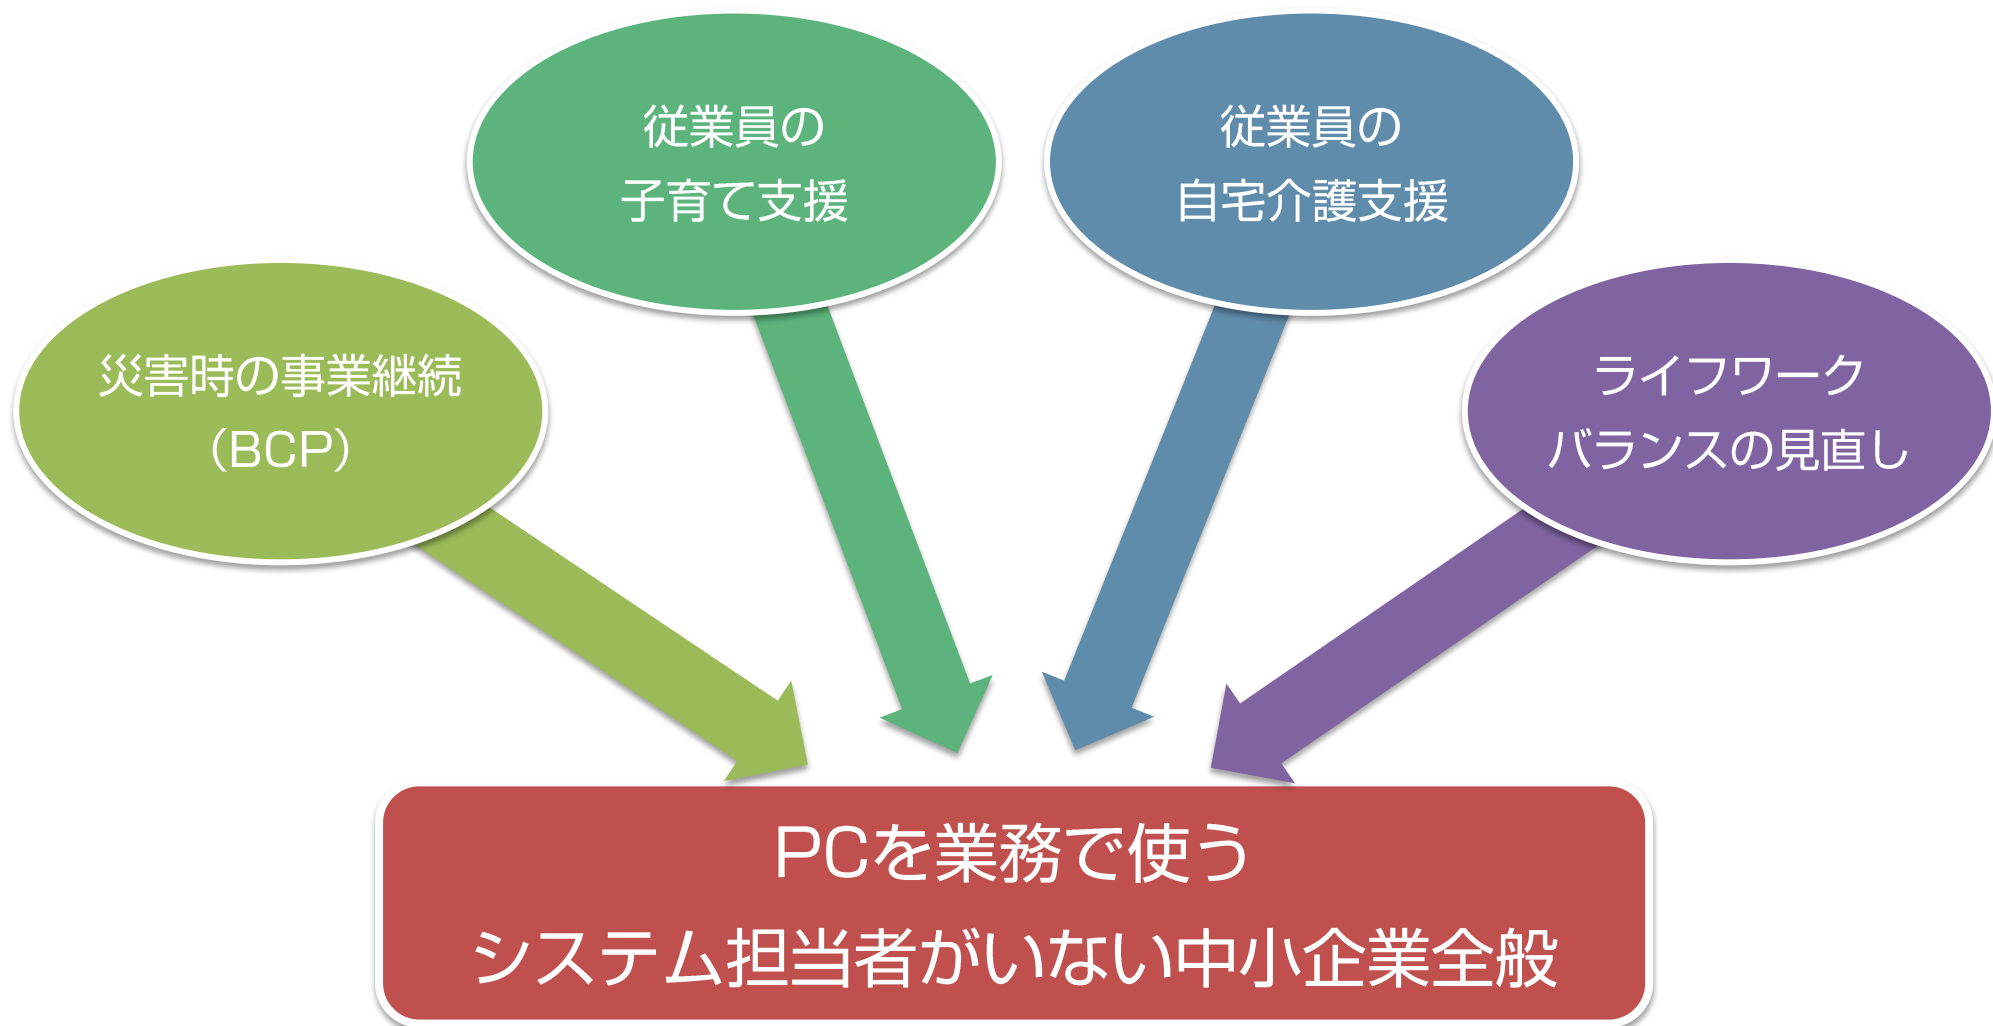 従業員の
子育て支援
従業員の
自宅介護支援
災害時の事業継続
（BCP）
ライフワーク
バランスの見直し
PCを業務で使う
システム担当者がいない中小企業全般